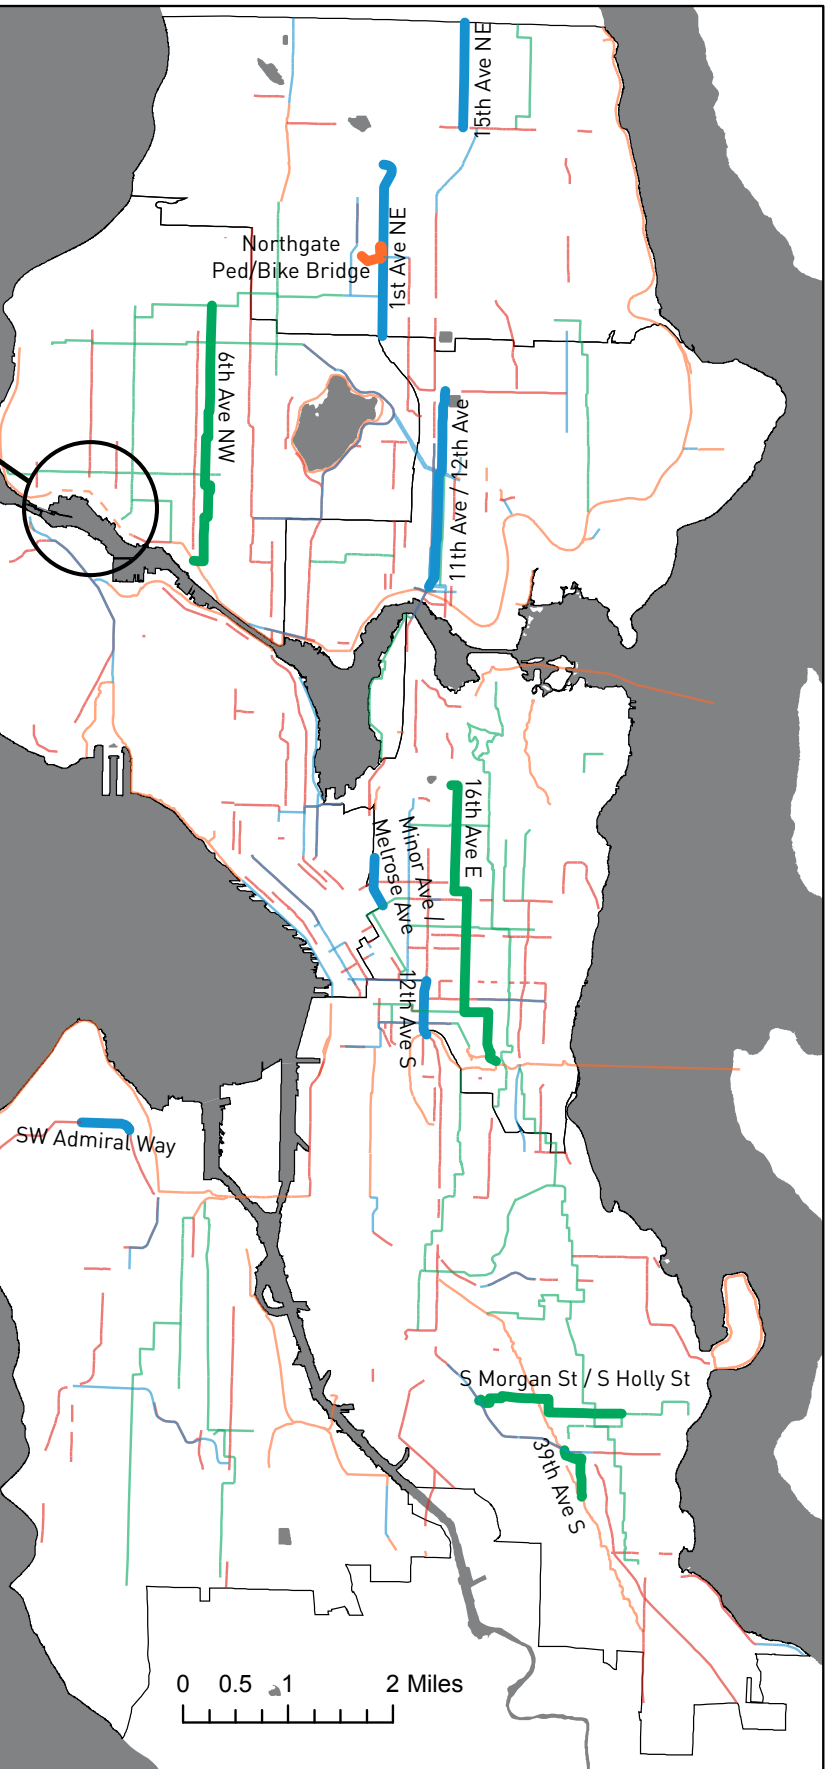 15th Ave NE
Northgate
Ped/Bike Bridge
1st Ave NE
6th Ave NW
11th Ave / 12th Ave
16th Ave E
Minor Ave /
Melrose Ave
12th Ave S
SW Admiral Way
S Morgan St / S Holly St
39th Ave S
0 0.5 1 2 Miles